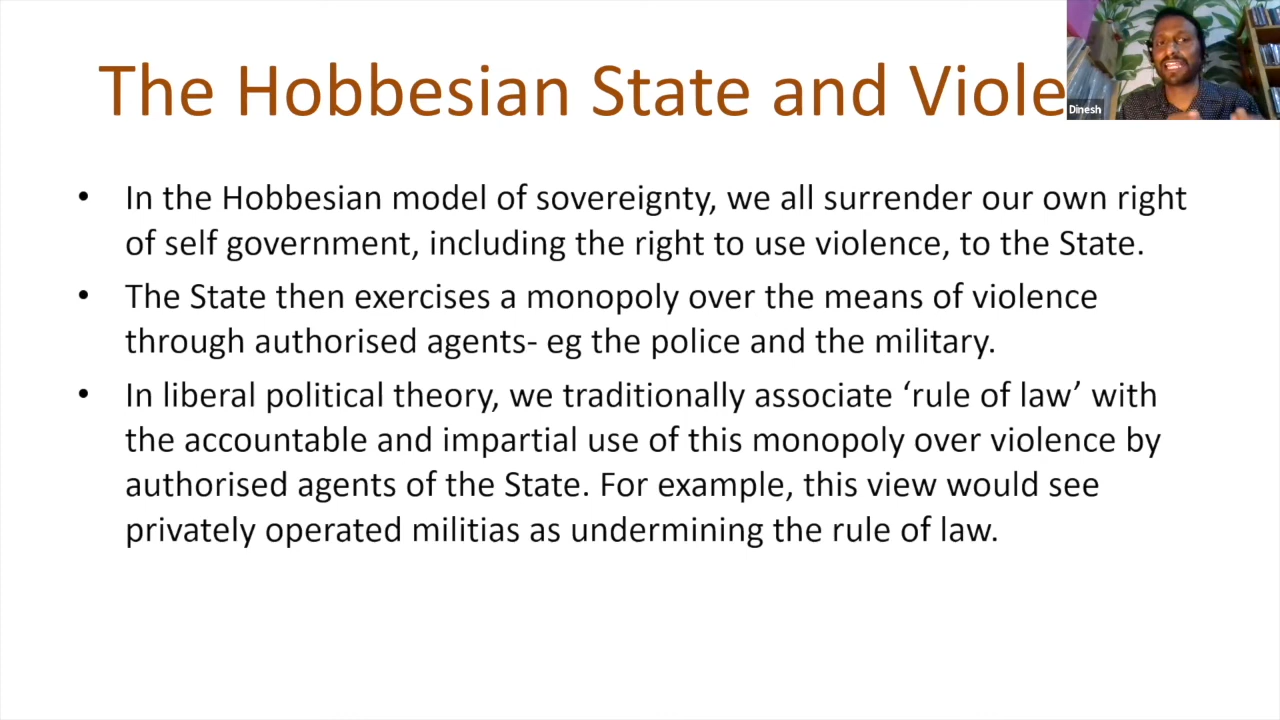 The Hobbesian State and Viole
Dinesh
• In the Hobbesian model of sovereignty, we all surrender our own right
of self government, including the right to use violence, to the State.
• The State then exercises a monopoly over the means of violence
through authorised agents- eg the police and the military.
• In liberal political theory, we traditionally associate ‘rule of law’ with
the accountable and impartial use of this monopoly over violence by
authorised agents of the State. For example, this view would see
privately operated militias as undermining the rule of law.